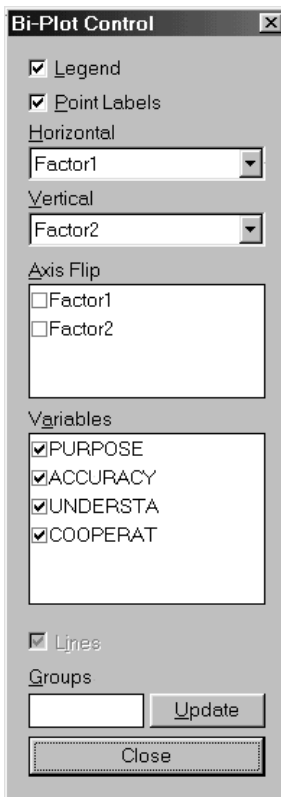 Bi-Plot Control
Legend
Point Labels
Horizontal
Factor1
Vertical
Factor2
Axis Flip
Factor1
Factor2
Variables
PURPOSE
ACCURACY
UNDERSTA
COOPERAT
Lines
Groups
Update
Close